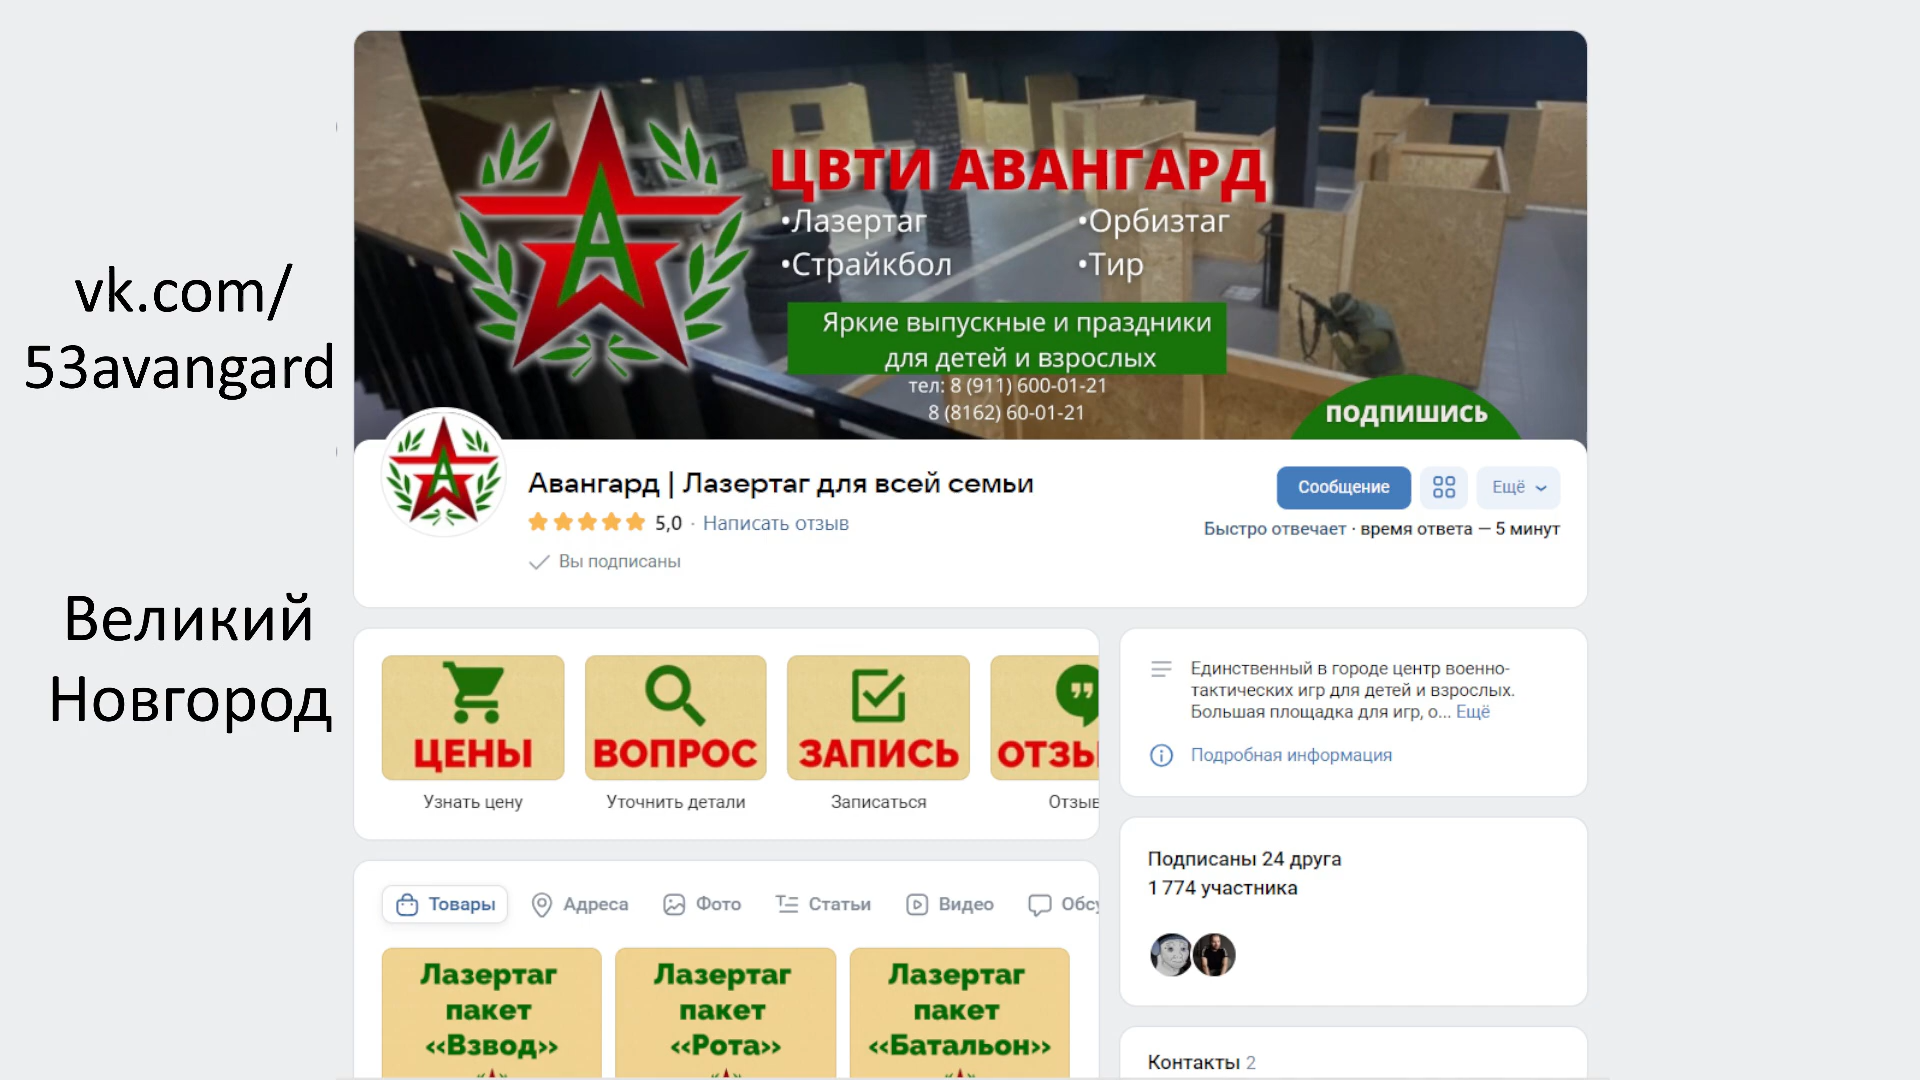 vk.com/
53avangard
Великий
Новгород
А
ЦВТИ АВАНГАРД
•Лазертаг
•Орбизтаг
•Страйкбол
•Тир
Яркие выпускные и праздники
для детей и взрослых
тел: 8 (911) 600-01-21
8 (8162) 60-01-21
ПОДПИШИСЬ
А
Авангард | Лазертаг для всей семьи
5,0 · Написать отзыв
Вы подписаны
Сообщение
Ещё
Быстро отвечает · время ответа — 5 минут
ЦЕНЫ
ВОПРОС
ЗАПИСЬ
ОТЗЫ
Узнать цену
Уточнить детали
Записаться
Отзыв
Единственный в городе центр военно-
тактических игр для детей и взрослых.
Большая площадка для игр, о... Ещё
Подробная информация
Подписаны 24 друга
1 774 участника
Товары
Адреса
Фото
Статьи
Видео
Обсу
Лазертаг
пакет
«Взвод»
Лазертаг
пакет
«Рота»
Лазертаг
пакет
«Батальон»
Контакты 2